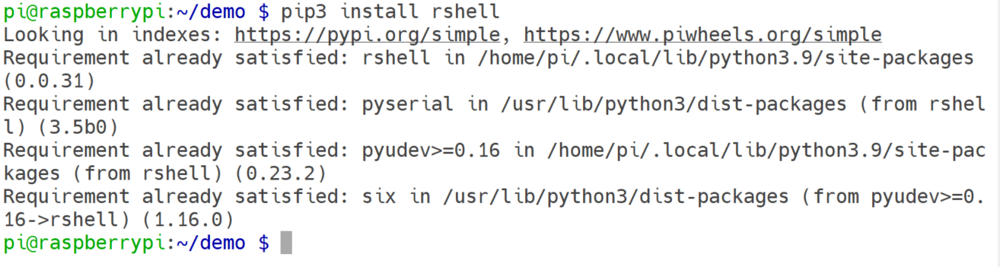 pi@raspberrypi:~/demo $ pip3 install rshell
Looking in indexes: https://pypi.org/simple, https://www.piwheels.org/simple
Requirement already satisfied: rshell in /home/pi/.local/lib/python3.9/site-packages
(0.0.31)
Requirement already satisfied: pyserial in /usr/lib/python3/dist-packages (from rshel
l) (3.5b0)
Requirement already satisfied: pyudev>=0.16 in /home/pi/.local/lib/python3.9/site-pac
kages (from rshell) (0.23.2)
Requirement already satisfied: six in /usr/lib/python3/dist-packages (from pyudev>=0.
16->rshell) (1.16.0)
pi@raspberrypi:~/demo $